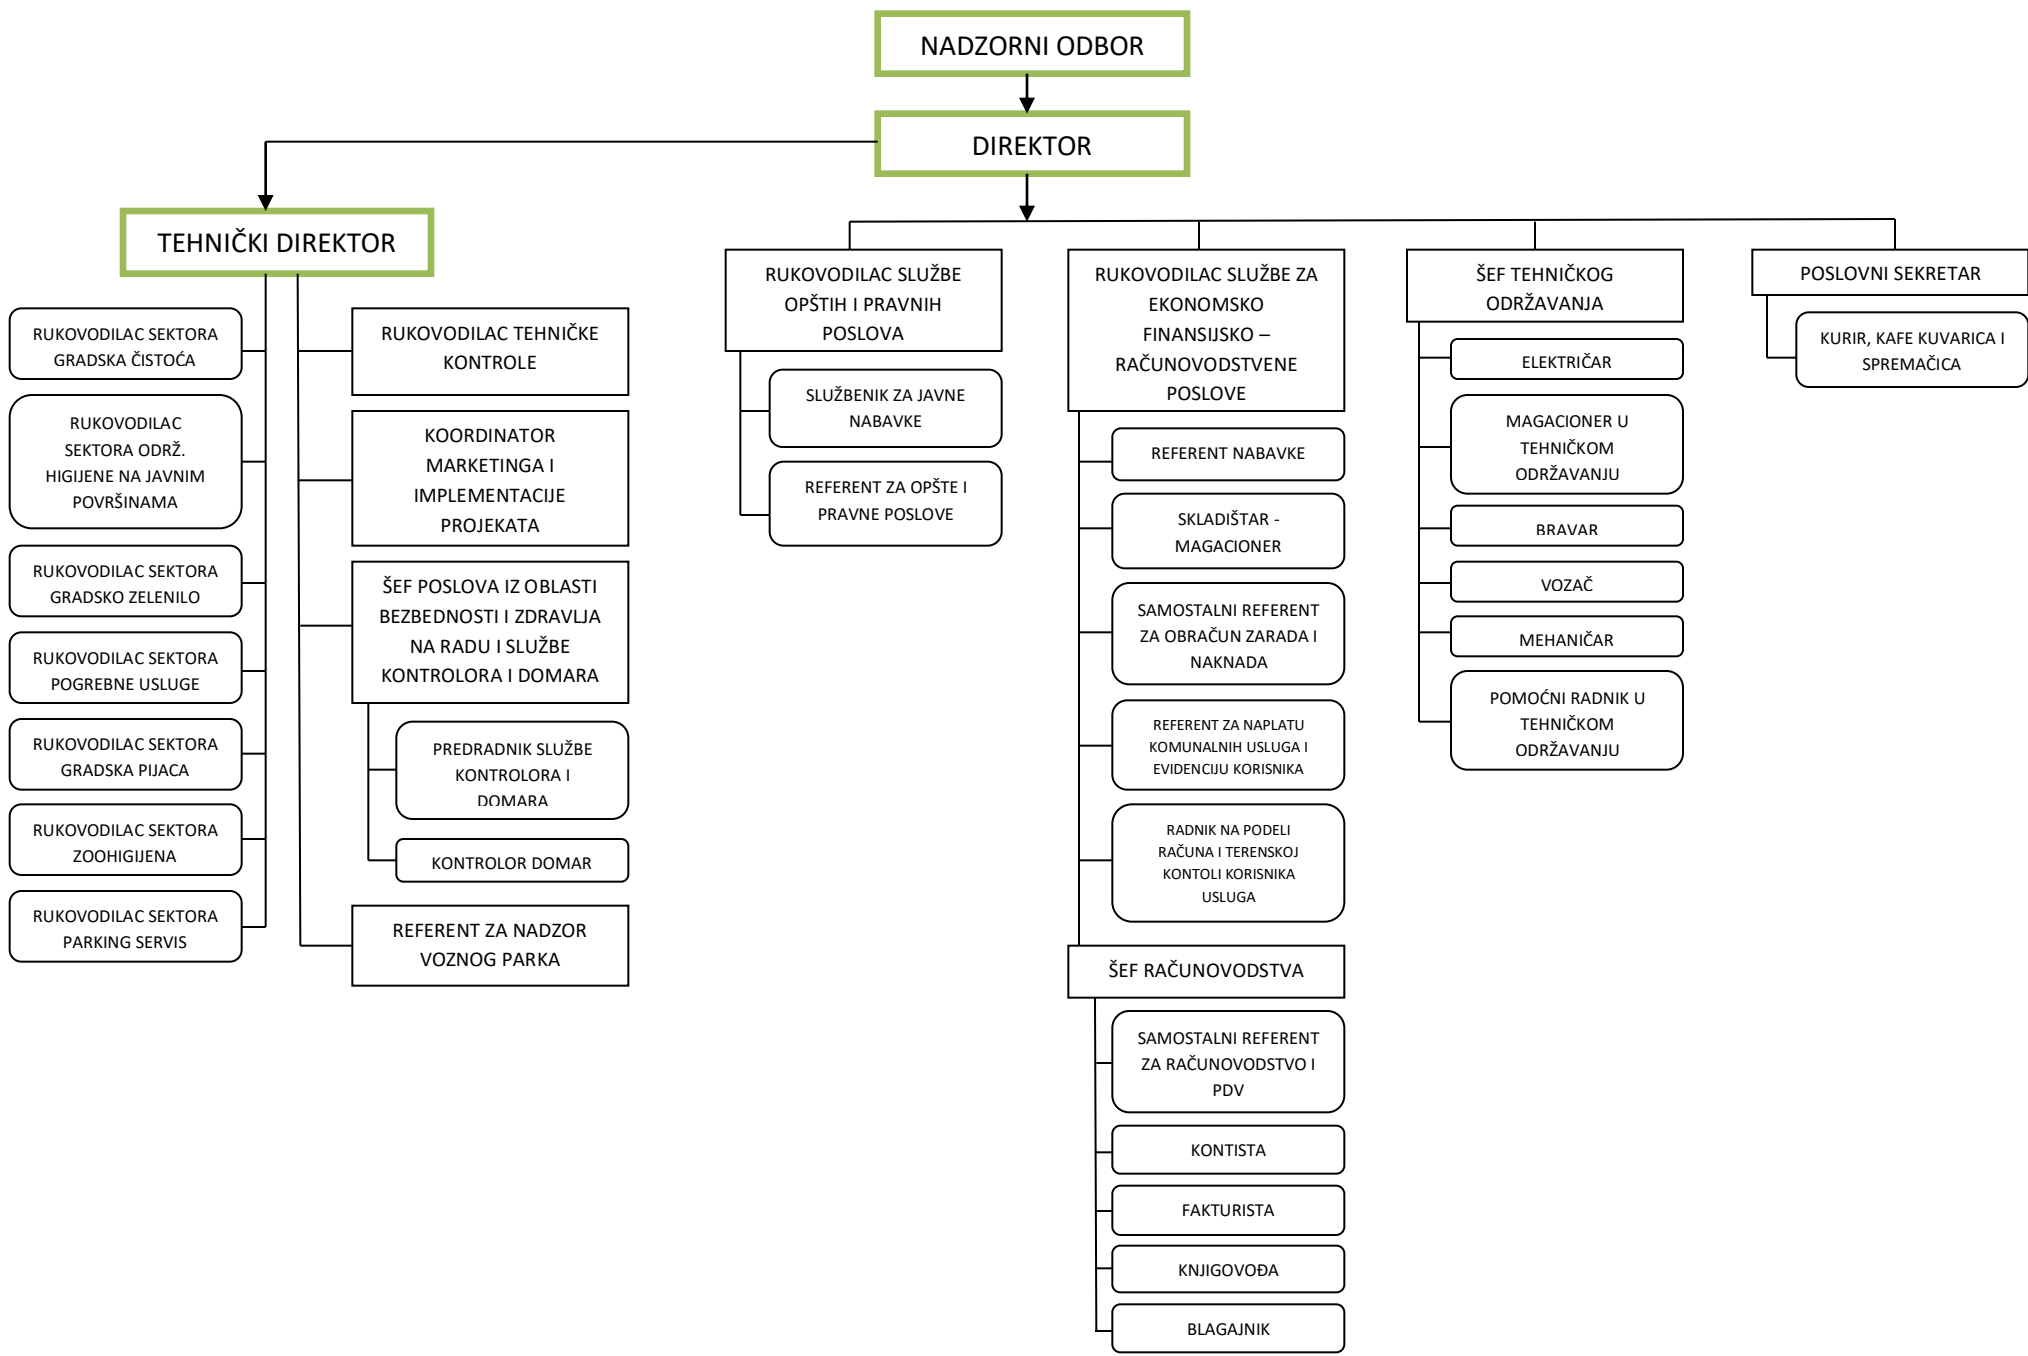 NADZORNI ODBOR
DIREKTOR
TEHNIČKI DIREKTOR
RUKOVODILAC SEKTORA
GRADSKA ČISTOĆA
RUKOVODILAC
SEKTORA ODRŽ.
HIGIJENE NA JAVNIM
POVRŠINAMA
RUKOVODILAC SEKTORA
GRADSKO ZELENILO
RUKOVODILAC SEKTORA
POGREBNE USLUGE
RUKOVODILAC SEKTORA
GRADSKA PIJACA
RUKOVODILAC SEKTORA
ZOOHIGIJENA
RUKOVODILAC SEKTORA
PARKING SERVIS
RUKOVODILAC TEHNIČKE
KONTROLE
KOORDINATOR
MARKETINGA I
IMPLEMENTACIJE
PROJEKATA
ŠEF POSLOVA IZ OBLASTI
BEZBEDNOSTI I ZDRAVLJA
NA RADU I SLUŽBE
KONTROLORA I DOMARA
PREDRADNIK SLUŽBE
KONTROLORA I
DOMARA
KONTROLOR DOMAR
REFERENT ZA NADZOR
VOZNOG PARKA
RUKOVODILAC SLUŽBE
OPŠTIH I PRAVNIH
POSLOVA
SLUŽBENIK ZA JAVNE
NABAVKE
REFERENT ZA OPŠTE I
PRAVNE POSLOVE
RUKOVODILAC SLUŽBE ZA
EKONOMSKO
FINANSIJSKO –
RAČUNOVODSTVENE
POSLOVE
REFERENT NABAVKE
SKLADIŠTAR -
MAGACIONER
SAMOSTALNI REFERENT
ZA OBRAČUN ZARADA I
NAKNADA
REFERENT ZA NAPLATU
KOMUNALNIH USLUGA I
EVIDENCIJU KORISNIKA
RADNIK NA PODELI
RAČUNA I TERENSKOJ
KONTOLI KORISNIKA
USLUGA
ŠEF RAČUNOVODSTVA
SAMOSTALNI REFERENT
ZA RAČUNOVODSTVO I
PDV
KONTISTA
FAKTURISTA
KNJIGOVOĐA
BLAGAJNIK
ŠEF TEHNIČKOG
ODRŽAVANJA
ELEKTRIČAR
MAGACIONER U
TEHNIČKOM
ODRŽAVANJU
BRAVAR
VOZAČ
MEHANIČAR
POMOĆNI RADNIK U
TEHNIČKOM
ODRŽAVANJU
POSLOVNI SEKRETAR
KURIR, KAFE KUVARICA I
SPREMAČICA